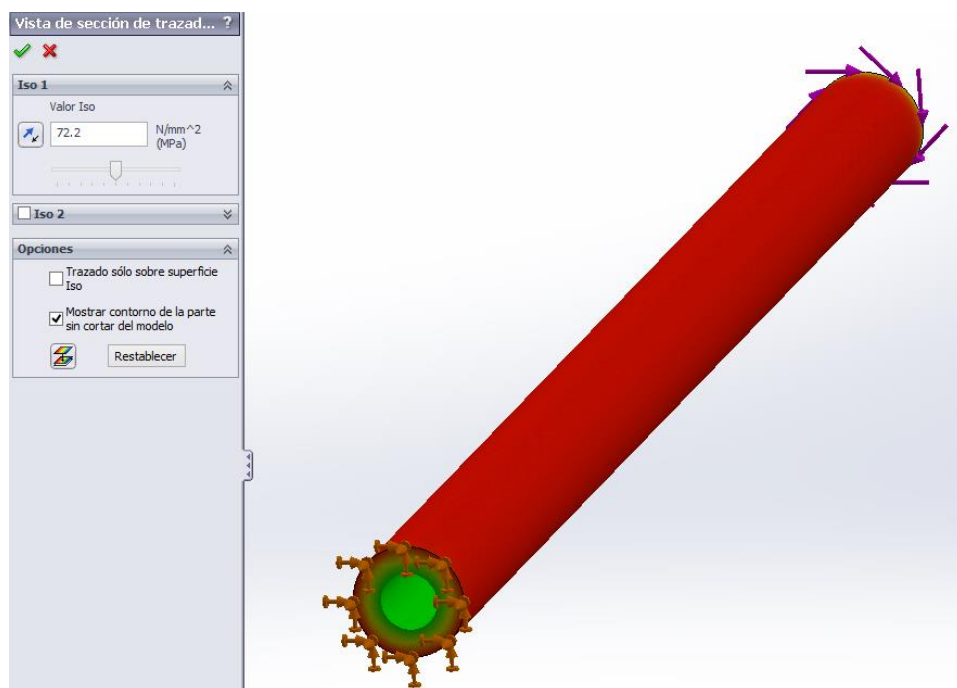 Vista de sección de trazad... ?
Iso 1
Valor Iso
72.2
N/mm^2
(MPa)
Iso 2
Opciones
Trazado sólo sobre superficie
Iso
Mostrar contorno de la parte
sin cortar del modelo
Restablecer